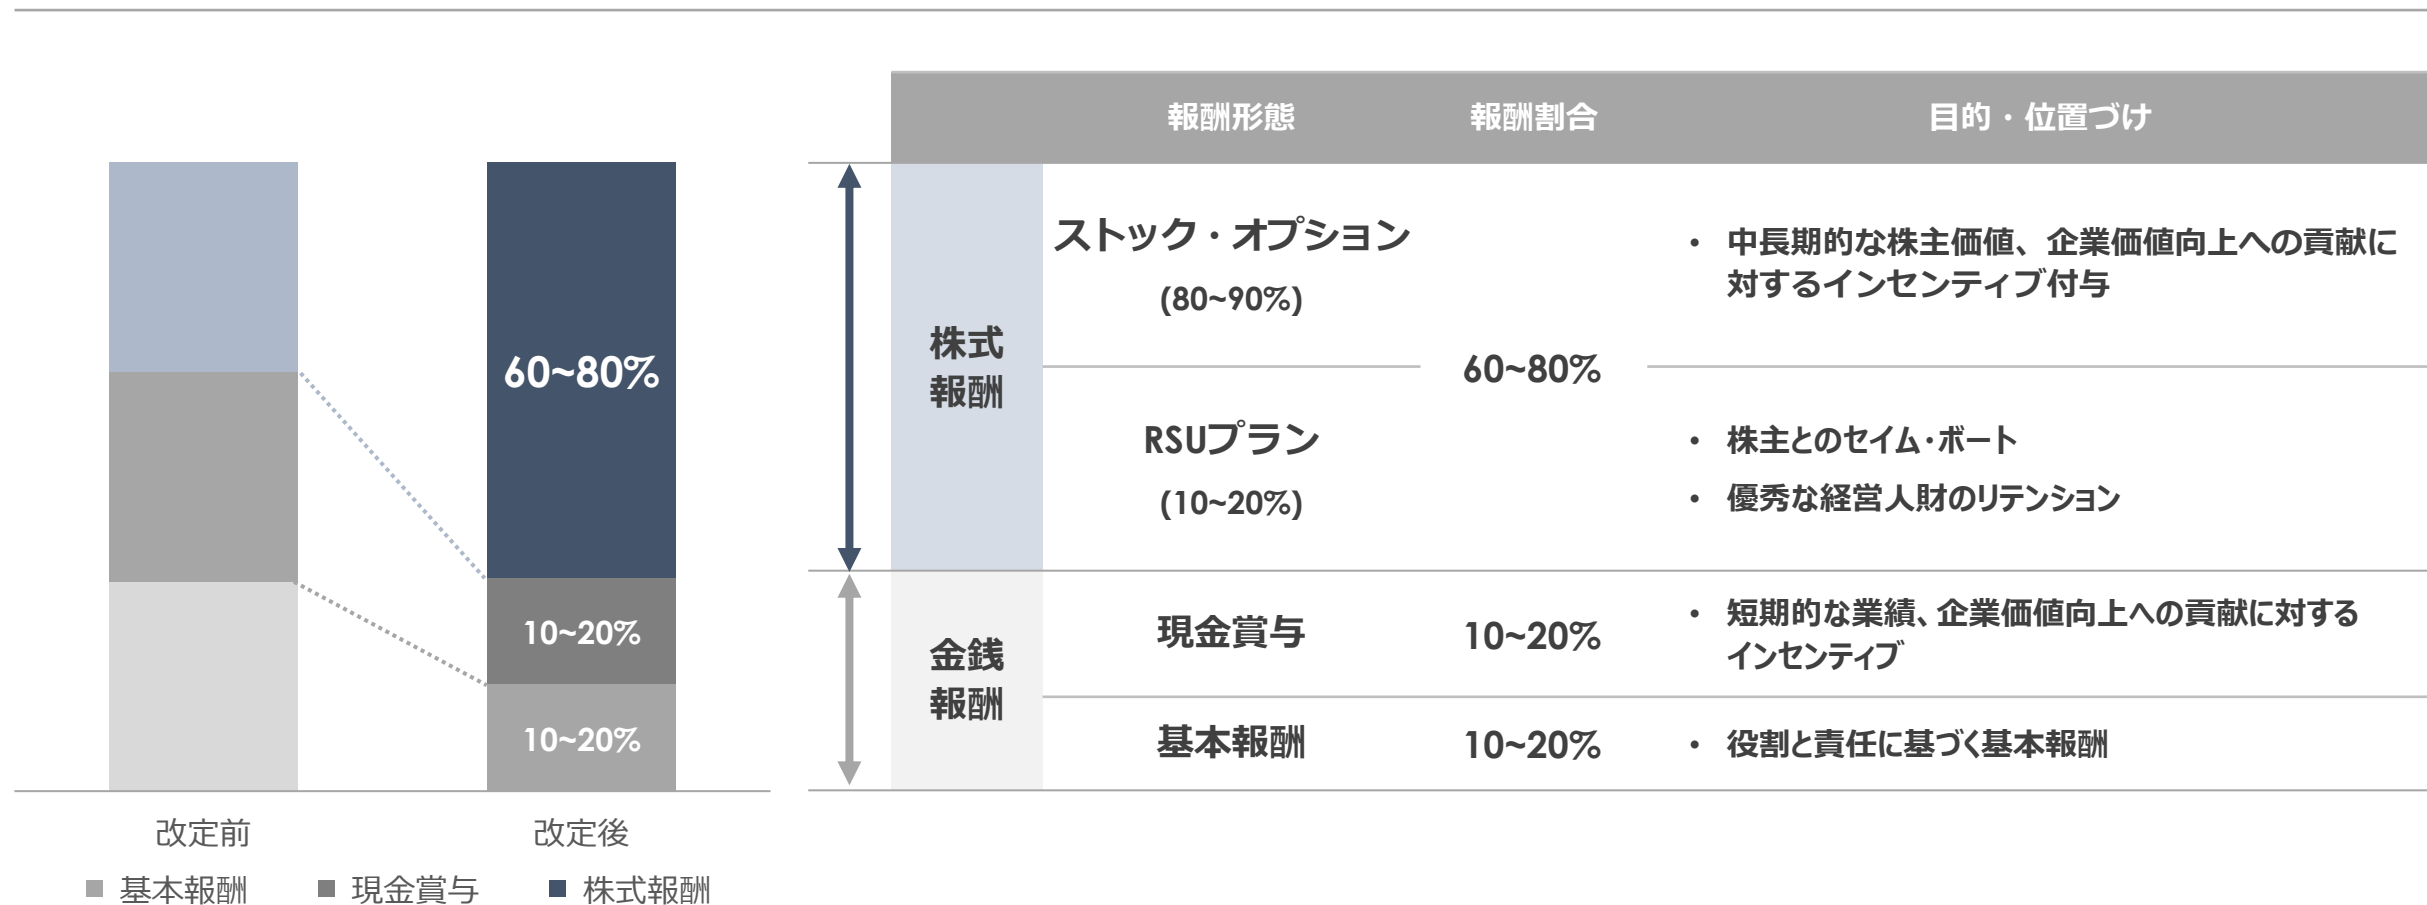 60~80%
10~20%
10~20%
改定前
改定後
基本報酬
現金賞与
株式報酬
報酬形態
報酬割合
目的・位置づけ
株式
報酬
ストック・オプション
(80~90%)
60~80%
• 中長期的な株主価値、企業価値向上への貢献に
対するインセンティブ付与
RSUプラン
(10~20%)
• 株主とのセイム・ボート
• 優秀な経営人財のリテンション
金銭
報酬
現金賞与
10~20%
• 短期的な業績、企業価値向上への貢献に対する
インセンティブ
基本報酬
10~20%
• 役割と責任に基づく基本報酬